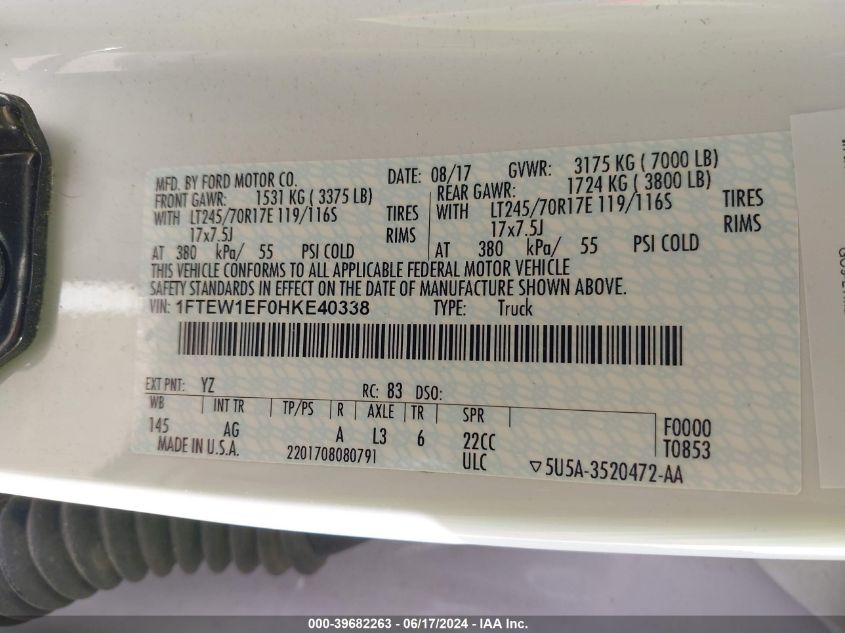 MFD. BY FORD MOTOR CO. DATE: 08/17 GVWR: 3175 KG ( 7000 LB)
FRONT GAWR: 1531 KG ( 3375 LB) REAR GAWR: 1724 KG ( 3800 LB)
WITH LT245/70R17E 119/116S TIRES WITH LT245/70R17E 119/116S TIRES
17x7.5J RIMS 17x7.5J RIMS
AT 380 kPa/ 55 PSI COLD AT 380 kPa/ 55 PSI COLD
THIS VEHICLE CONFORMS TO ALL APPLICABLE FEDERAL MOTOR VEHICLE
SAFETY STANDARDS IN EFFECT ON THE DATE OF MANUFACTURE SHOWN ABOVE.
VIN: 1FTEW1EF0HKE40338 TYPE: Truck
EXT PNT: YZ RC: 83 DSO:
WB INT TR TP/PS R AXLE TR SPR F0000
145 AG A L3 6 22CC T0853
MADE IN U.S.A. 2201708080791 ULC ▽5U5A-3520472-AA
000-39682263 - 06/17/2024 - IAA Inc.